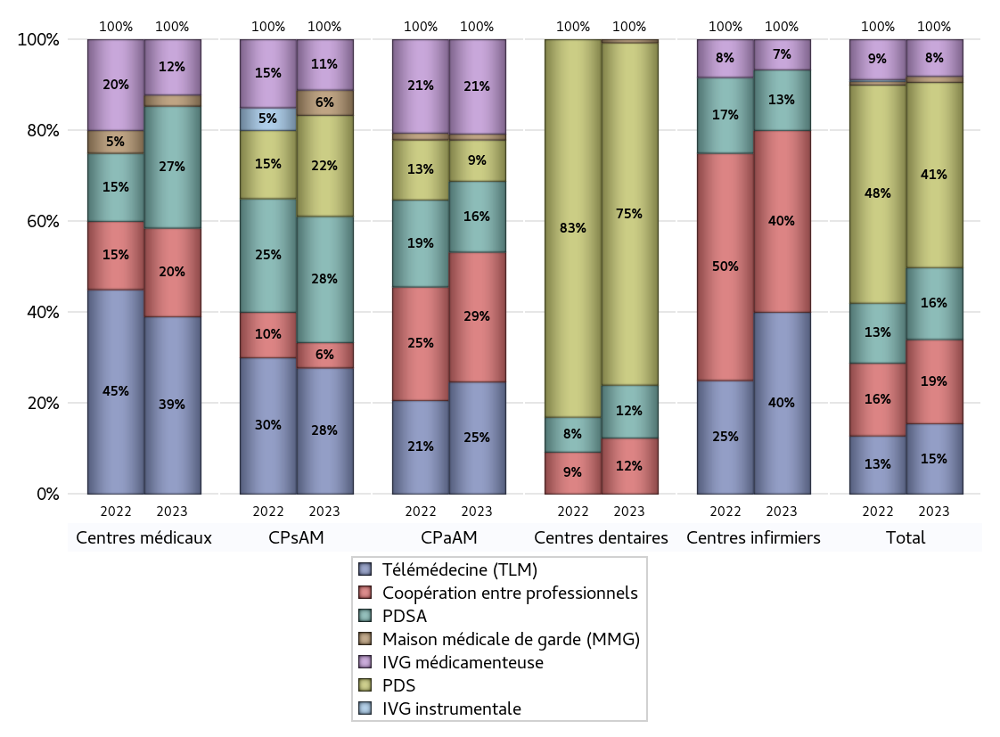 100% 100% 100% 100% 100% 100% 100% 100% 100% 100% 100% 100%
100%
80%
60%
40%
20%
0%
20% 5% 15% 15% 45%
12% 27% 20% 39%
15% 5% 15% 25% 10% 30%
11% 6% 22% 28% 6% 28%
21% 13% 19% 25% 21%
21% 9% 16% 29% 25%
83% 8% 9%
75% 12% 12%
8% 17% 50% 25%
7% 13% 40% 40%
9% 48% 13% 16% 13%
8% 41% 16% 19% 15%
2022 2023 2022 2023 2022 2023 2022 2023 2022 2023 2022 2023
Centres médicaux CPsAM CPaAM Centres dentaires Centres infirmiers Total
Télémédecine (TLM)
Coopération entre professionnels
PDSA
Maison médicale de garde (MMG)
IVG médicamenteuse
PDS
IVG instrumentale